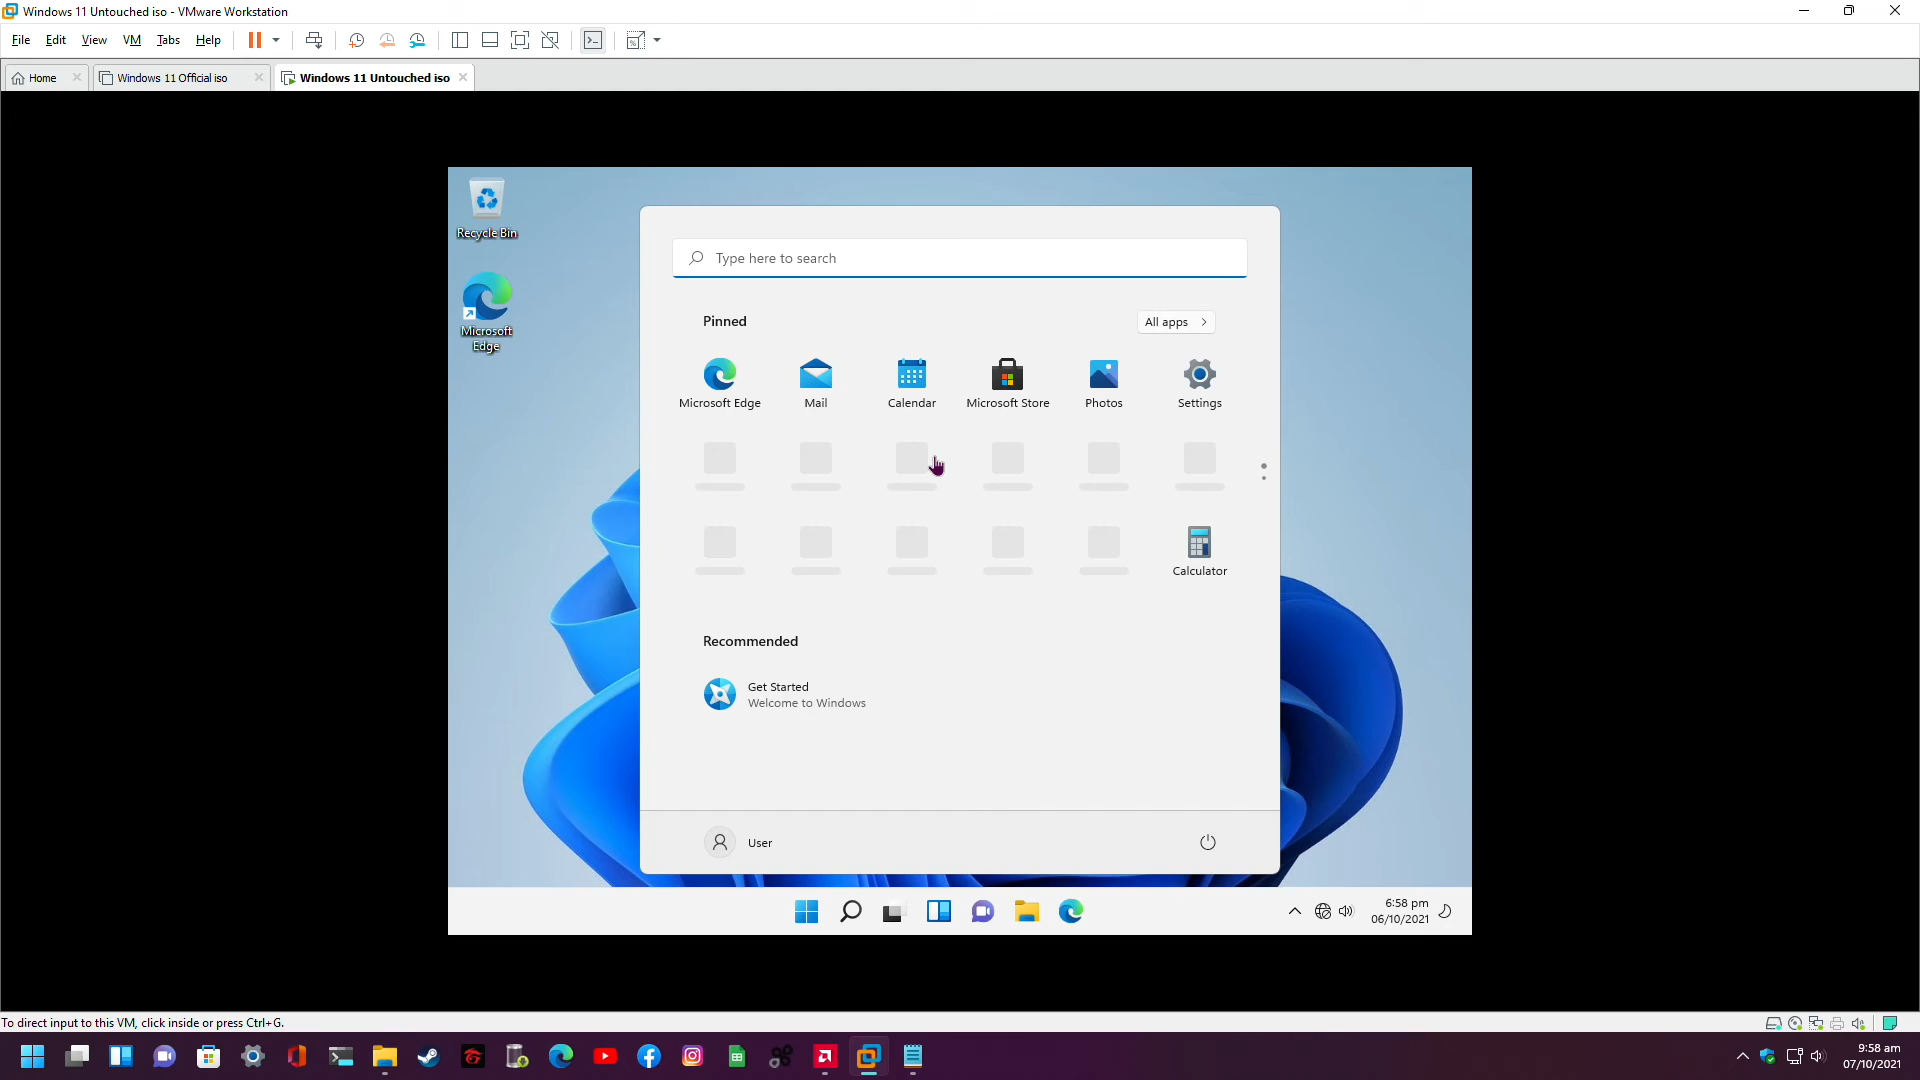 Windows 11 Untouched iso - VMware Workstation
File Edit View VM Tabs Help
Home
Windows 11 Official iso
Windows 11 Untouched iso
Recycle Bin
Microsoft
Edge
Type here to search
Pinned
All apps
Microsoft Edge
Mail
Calendar
Microsoft Store
Photos
Settings
Calculator
Recommended
Get Started
Welcome to Windows
User
6:58 pm
06/10/2021
To direct input to this VM, click inside or press Ctrl+G.
9:58 am
07/10/2021